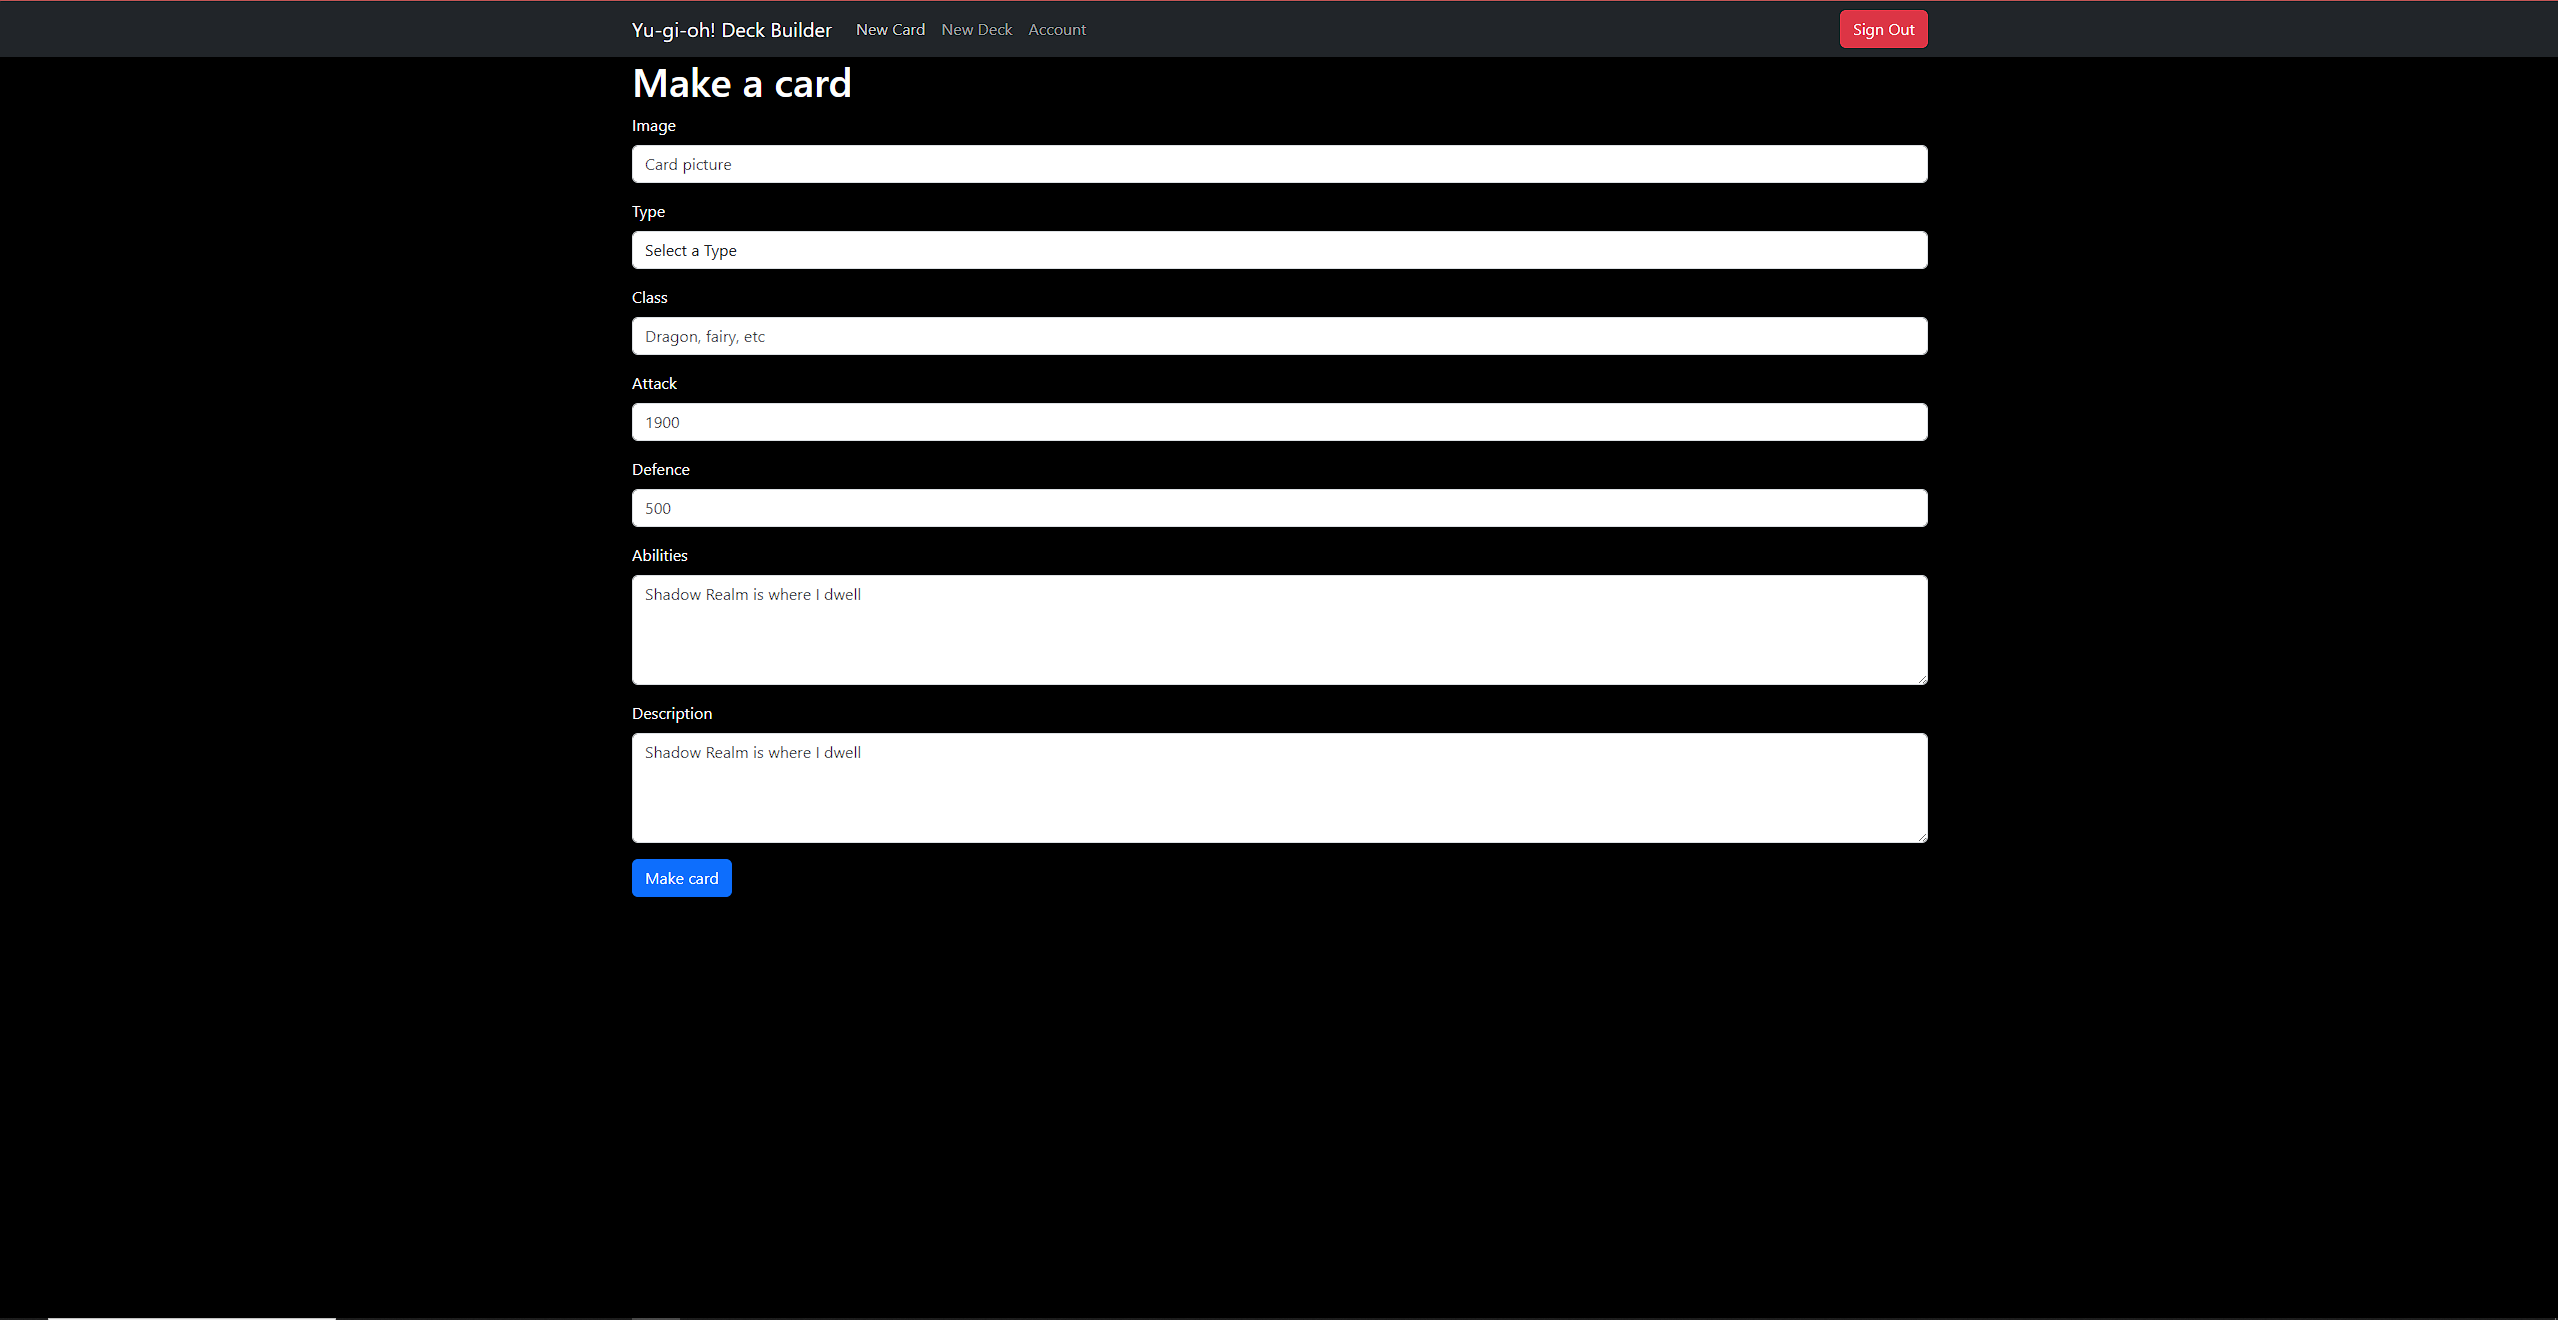 Yu-gi-oh! Deck Builder New Card New Deck Account Sign Out
Make a card
Image
Card picture
Type
Select a Type
Class
Dragon, fairy, etc
Attack
1900
Defence
500
Abilities
Shadow Realm is where I dwell
Description
Shadow Realm is where I dwell
Make card